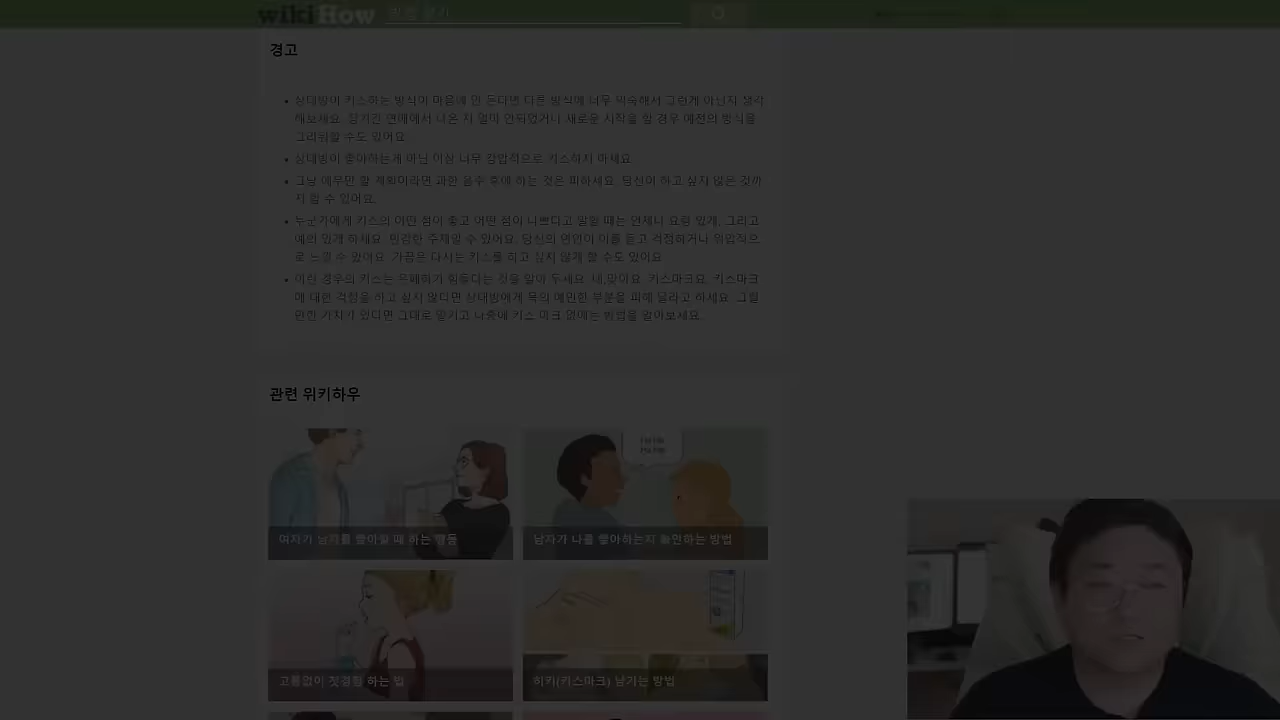 wikiHow
경고
상대방이 키스하는 방식이 마음에 안 든다면 다른 방식에 너무 익숙해서 그런게 아닌지 생각
해보세요. 장기간 연애에서 나온 지 얼마 안되었거나 새로운 시작을 할 경우 예전의 방식을
그리워할 수도 있어요.
상대방이 좋아하는게 아닌 이상 너무 강압적으로 키스하지 마세요.
그냥 애무만 할 계획이라면 과한 음주 후에 하는 것은 피하세요. 당신이 하고 싶지 않은 것까
지 할 수 있어요.
누군가에게 키스의 어떤 점이 좋고 어떤 점이 나쁘다고 말할 때는 언제나 요령 있게, 그리고
예의 있게 하세요. 민감한 주제일 수 있어요. 당신의 연인이 이를 듣고 걱정하거나 위압적으
로 느낄 수 있어요. 가끔은 다시는 키스를 하고 싶지 않게 할 수도 있어요.
이런 경우의 키스는 은폐하기 힘들다는 것을 알아 두세요. 네,맞아요. 키스마크요. 키스마크
에 대한 걱정을 하고 싶지 않다면 상대방에게 목의 예민한 부분을 피해 달라고 하세요. 그럴
만한 가치가 있다면 그대로 즐기고 나중에 키스 마크 없애는 방법을 알아보세요.
관련 위키하우
여자가 남자를 좋아할 때 하는 행동
남자가 나를 좋아하는지 확인하는 방법
고통없이 첫경험 하는 법
히키(키스마크) 남기는 방법